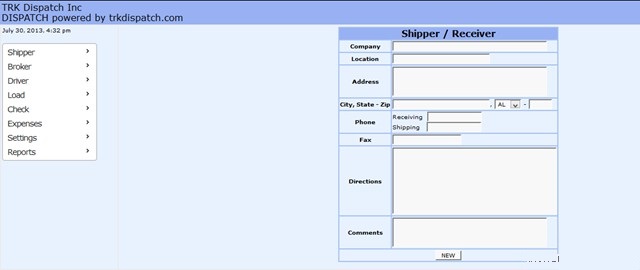 TRK Dispatch Inc
DISPATCH powered by trkdispatch.com
July 30, 2013, 4:32 pm
Shipper
Broker
Driver
Load
Check
Expenses
Settings
Reports
Shipper / Receiver
Company
Location
Address
City, State - Zip , AL -
Phone Receiving
Shipping
Fax
Directions
Comments
NEW